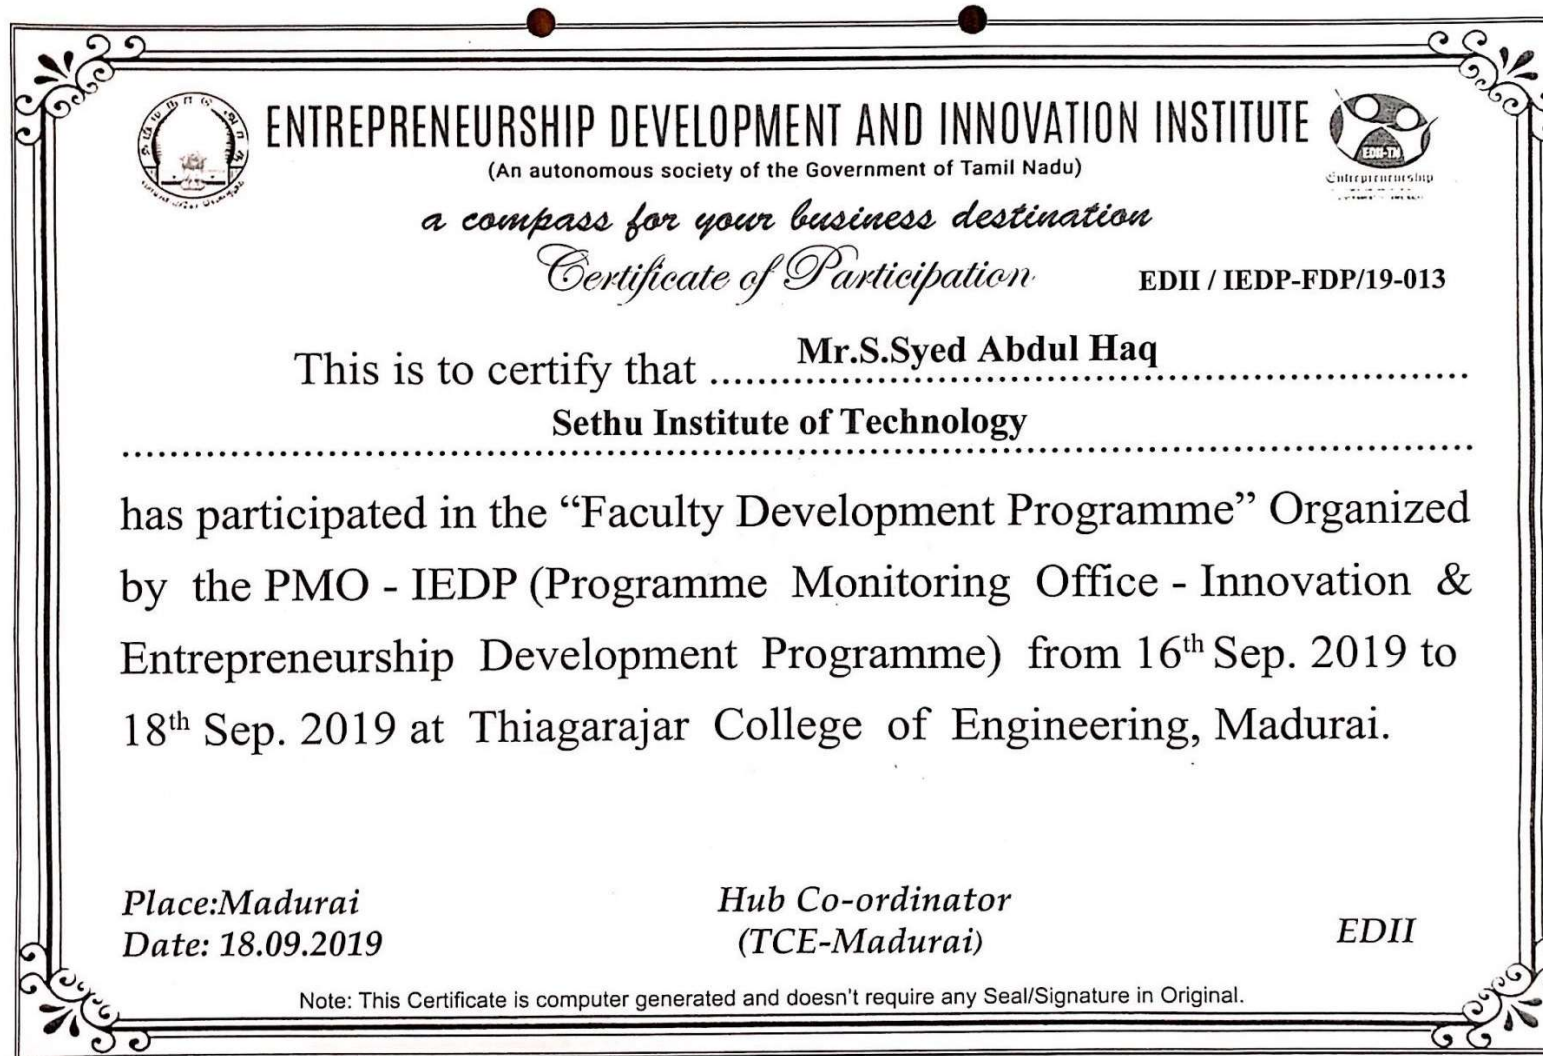 ENTREPRENEURSHIP DEVELOPMENT AND INNOVATION INSTITUTE
(An autonomous society of the Government of Tamil Nadu)
EDII-TN
Entrepreneurship
a compass for your business destination
Certificate of Participation
EDII / IEDP-FDP/19-013
This is to certify that ........ Mr.S.Syed Abdul Haq ........
Sethu Institute of Technology
has participated in the “Faculty Development Programme” Organized
by the PMO - IEDP (Programme Monitoring Office - Innovation &
Entrepreneurship Development Programme) from 16th Sep. 2019 to
18th Sep. 2019 at Thiagarajar College of Engineering, Madurai.
Place:Madurai
Date: 18.09.2019
Hub Co-ordinator
(TCE-Madurai)
EDII
Note: This Certificate is computer generated and doesn't require any Seal/Signature in Original.